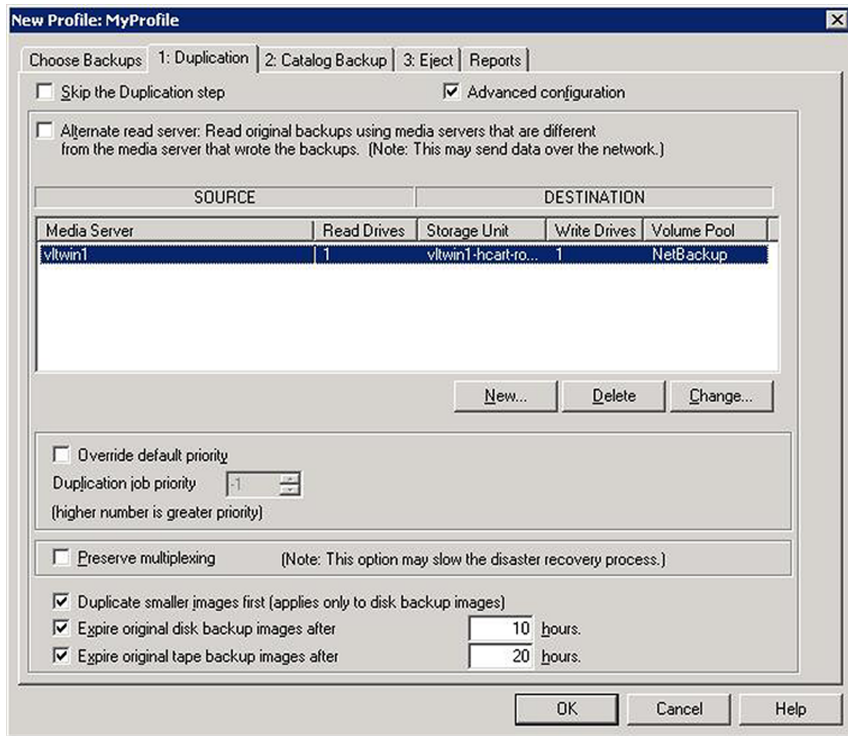 New Profile: MyProfile
Choose Backups 1: Duplication 2: Catalog Backup 3: Eject Reports
Skip the Duplication step Advanced configuration
Alternate read server: Read original backups using media servers that are different
from the media server that wrote the backups. (Note: This may send data over the network.)
SOURCE DESTINATION
Media Server Read Drives Storage Unit Write Drives Volume Pool
vltwin1 1 vltwin1-hcart-ro... 1 NetBackup
New... Delete Change...
Override default priority
Duplication job priority -1
(higher number is greater priority)
Preserve multiplexing (Note: This option may slow the disaster recovery process.)
Duplicate smaller images first (applies only to disk backup images)
Expire original disk backup images after 10 hours.
Expire original tape backup images after 20 hours.
OK Cancel Help